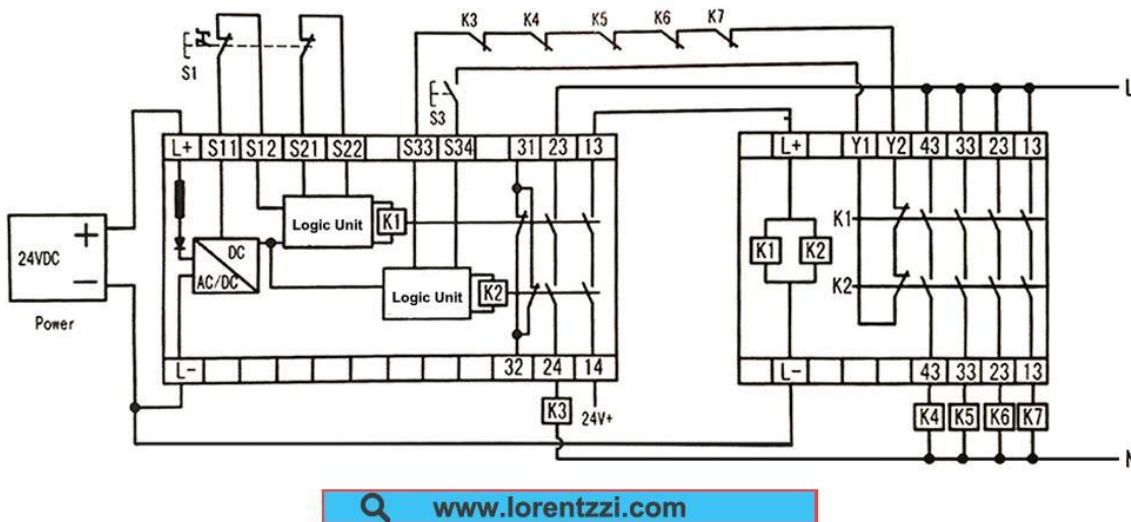 K3 K4 K5 K6 K7
S1
S3
L
L+ S11 S12 S21 S22 S33 S34 31 23 13
L+ Y1 Y2 43 33 23 13
Logic Unit K1
K1
24VDC + −
DC
AC/DC
Logic Unit K2
K1 K2
K2
Power
L- 32 24 14
L- 43 33 23 13
K3 24V+
K4 K5 K6 K7
www.lorentzzi.com